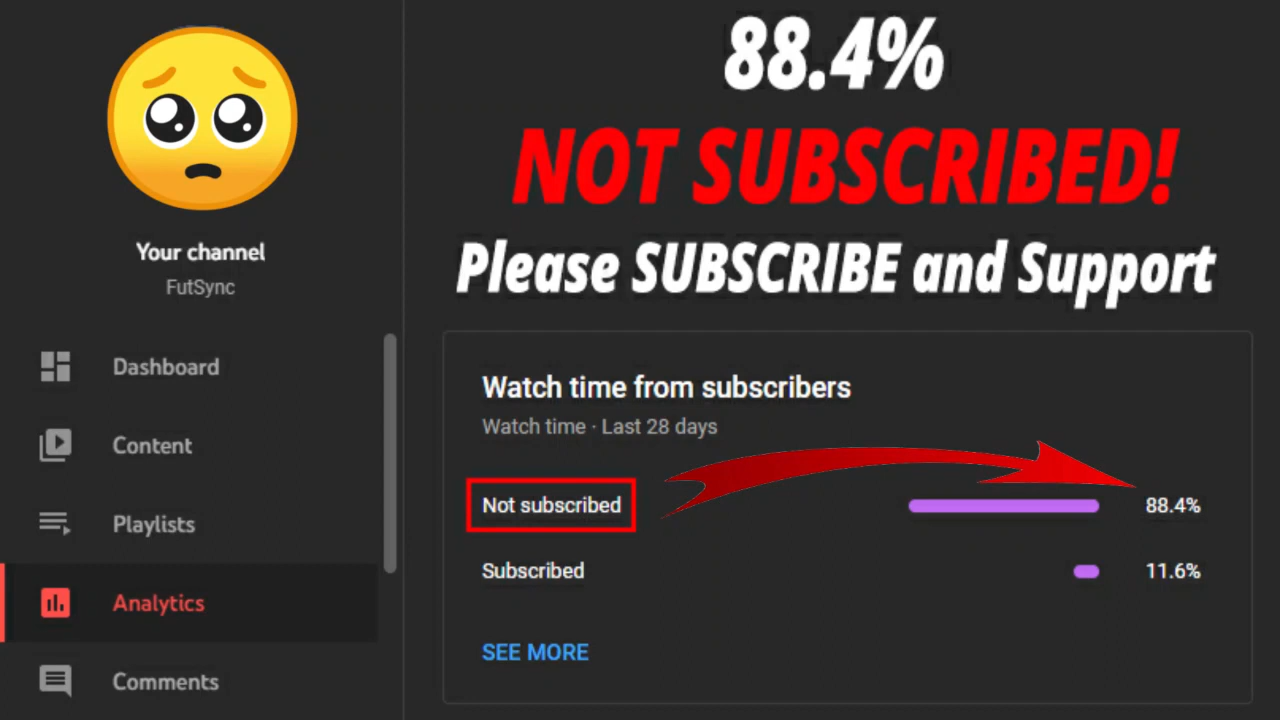 88.4%
NOT SUBSCRIBED!
Please SUBSCRIBE and Support
Your channel
FutSync
Dashboard
Content
Playlists
Analytics
Comments
Watch time from subscribers
Watch time · Last 28 days
Not subscribed 88.4%
Subscribed 11.6%
SEE MORE